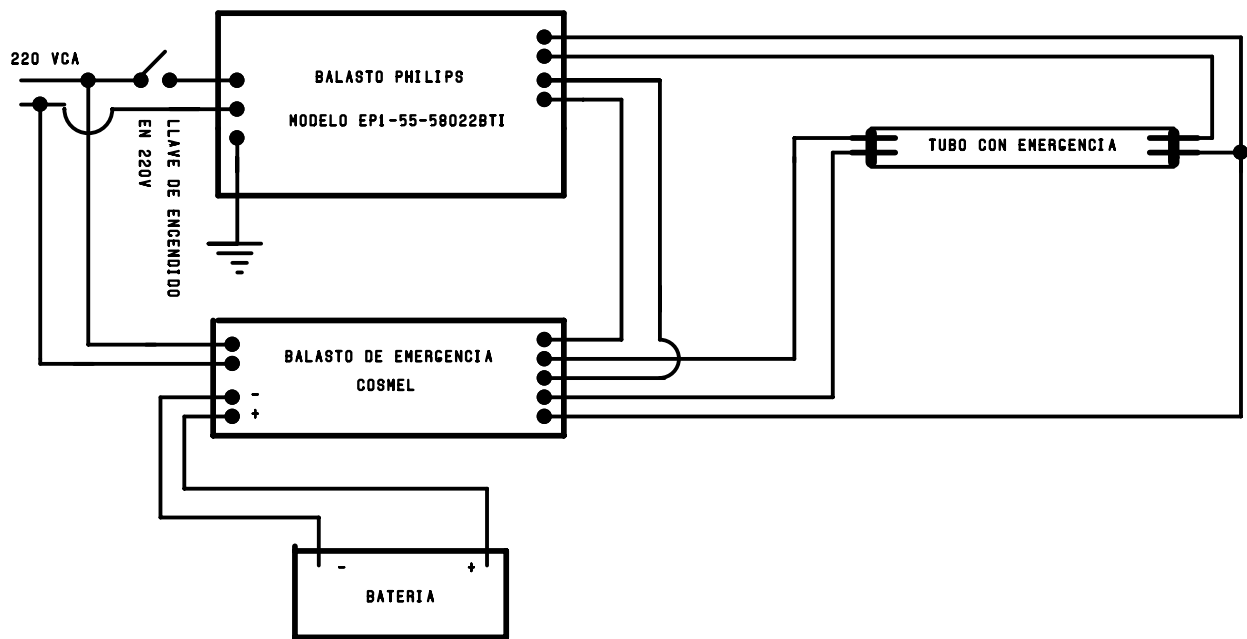 220 VCA
BALASTO PHILIPS
MODELO EP1-55-58022BTI
LLAVE DE ENCENDIDO
EN 220V
TUBO CON EMERGENCIA
BALASTO DE EMERGENCIA
COSMEL
-
+
- +
BATERIA